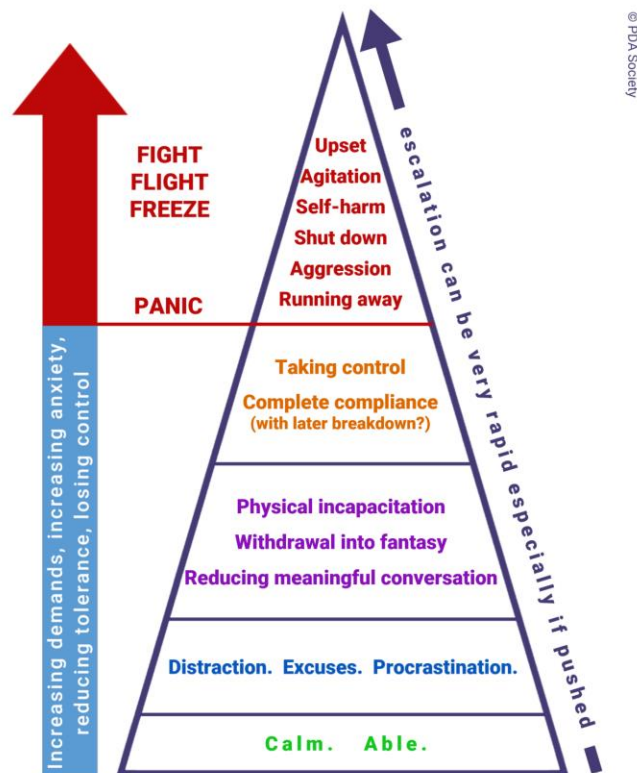 © PDA Society
FIGHT
FLIGHT
FREEZE
PANIC
Increasing demands, increasing anxiety,
reducing tolerance, losing control
Upset
Agitation
Self-harm
Shut down
Aggression
Running away
Taking control
Complete compliance
(with later breakdown?)
Physical incapacitation
Withdrawal into fantasy
Reducing meaningful conversation
Distraction. Excuses. Procrastination.
Calm. Able.
escalation can be very rapid especially if pushed